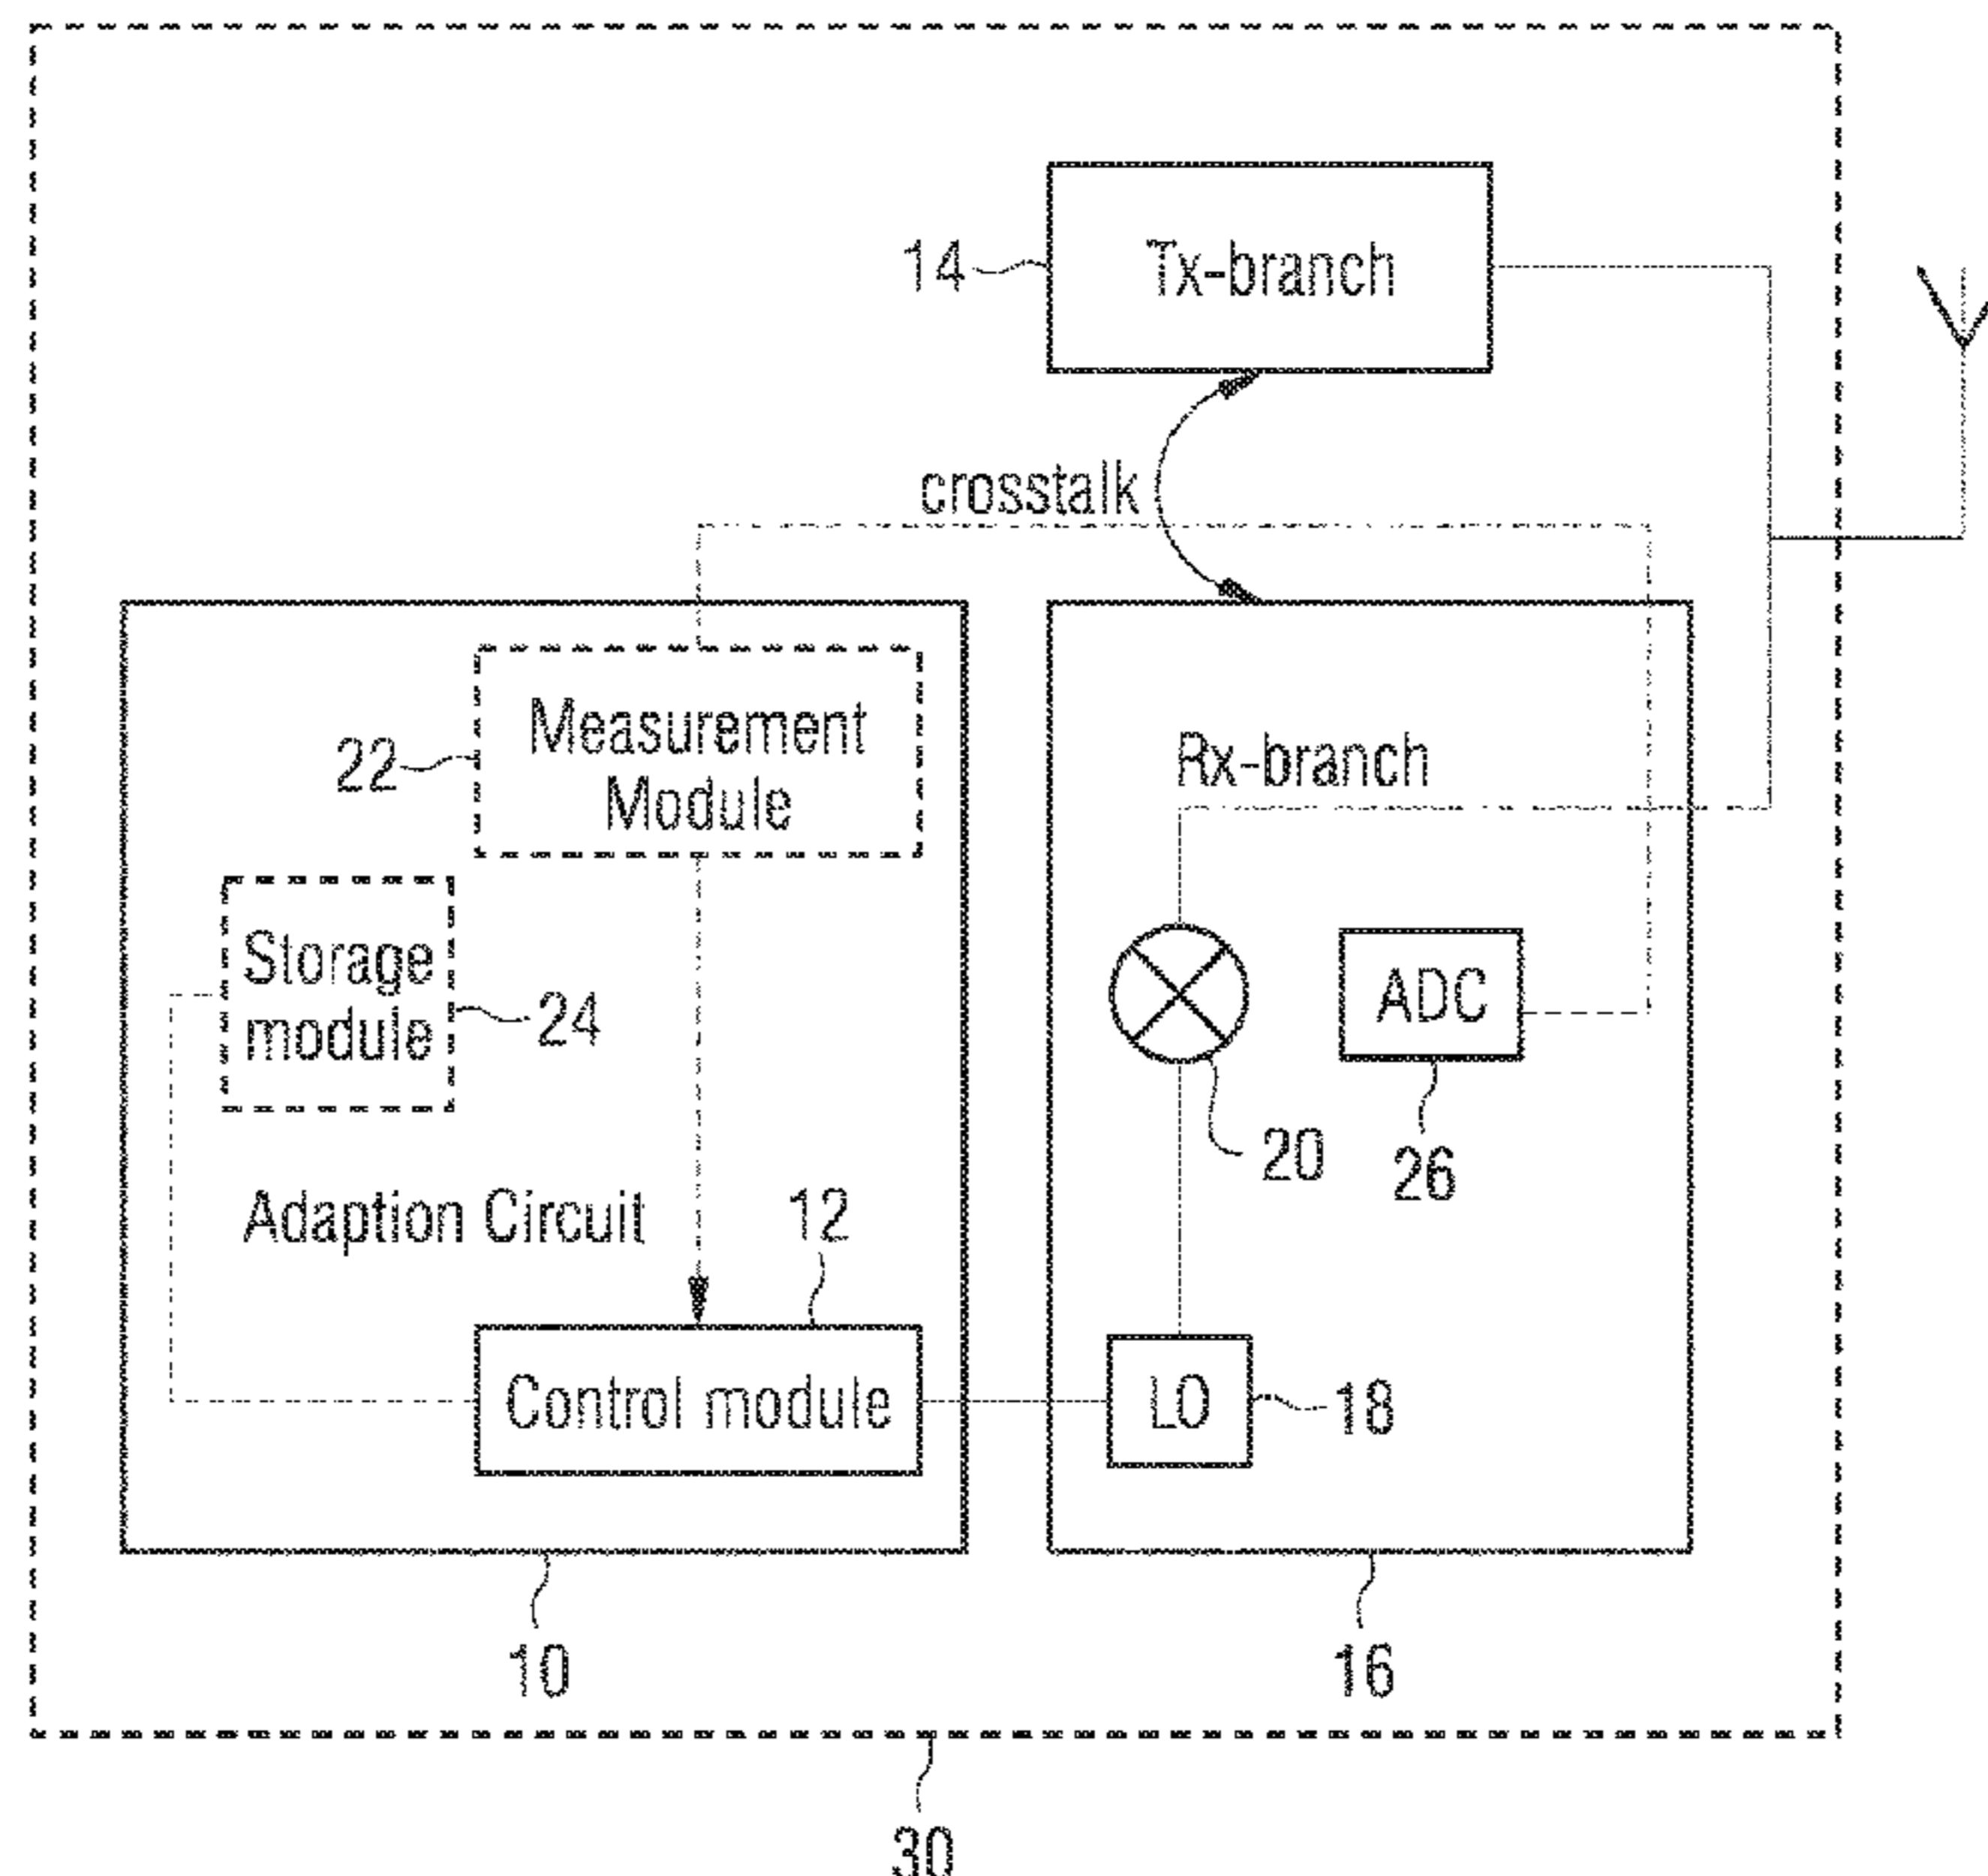 14
Tx-branch
crosstalk
Measurement
Module
22
Rx-branch
Storage
module
24
ADC
20
26
Adaption Circuit
12
Control module
LO
18
10
16
30